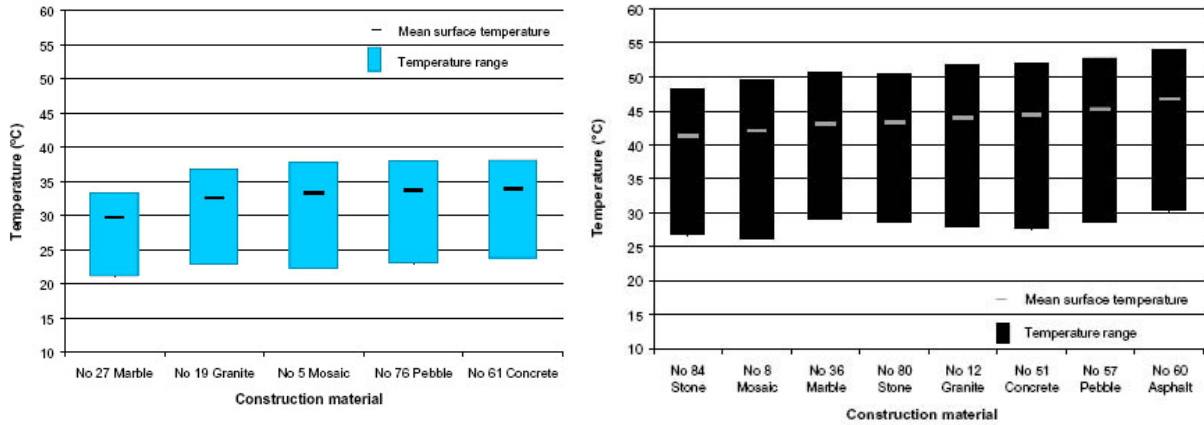 60
55
50
45
40
35
30
25
20
15
10
Temperature (°C)
Mean surface temperature
Temperature range
No 27 Marble
No 19 Granite
No 5 Mosaic
No 76 Pebble
No 61 Concrete
Construction material
60
55
50
45
40
35
30
25
20
15
10
Temperature (°C)
Mean surface temperature
Temperature range
No 84
Stone
No 8
Mosaic
No 36
Marble
No 80
Stone
No 12
Granite
No 51
Concrete
No 57
Pebble
No 60
Asphalt
Construction material